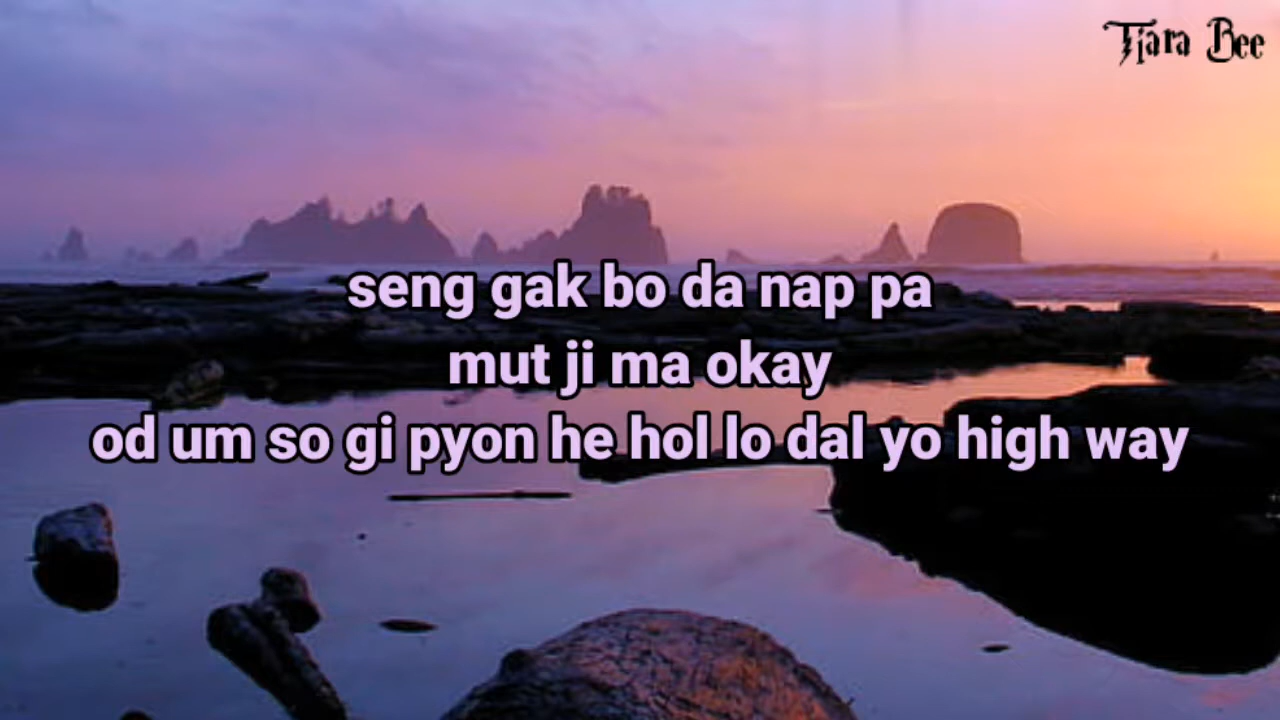 Tiara Bee
seng gak bo da nap pa
mut ji ma okay
od um so gi pyon he hol lo dal yo high way